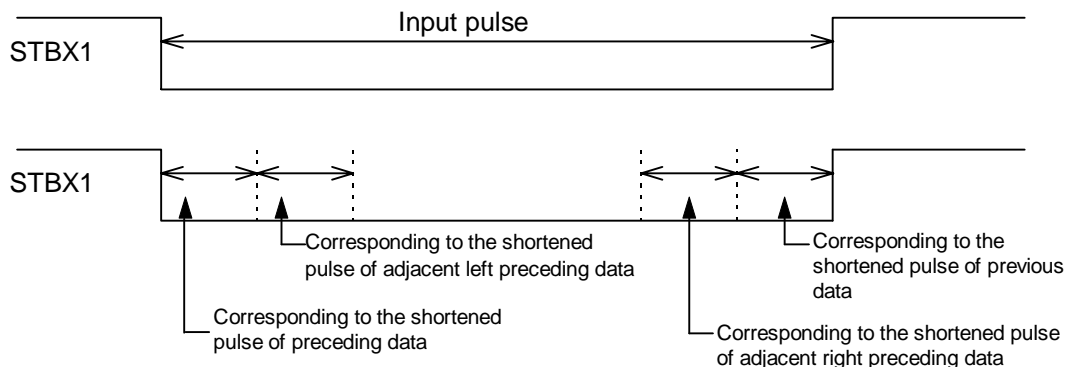 Input pulse
STBX1
STBX1
Corresponding to the shortened
pulse of adjacent left preceding data
Corresponding to the
shortened pulse of previous
data
Corresponding to the shortened
pulse of preceding data
Corresponding to the shortened pulse
of adjacent right preceding data